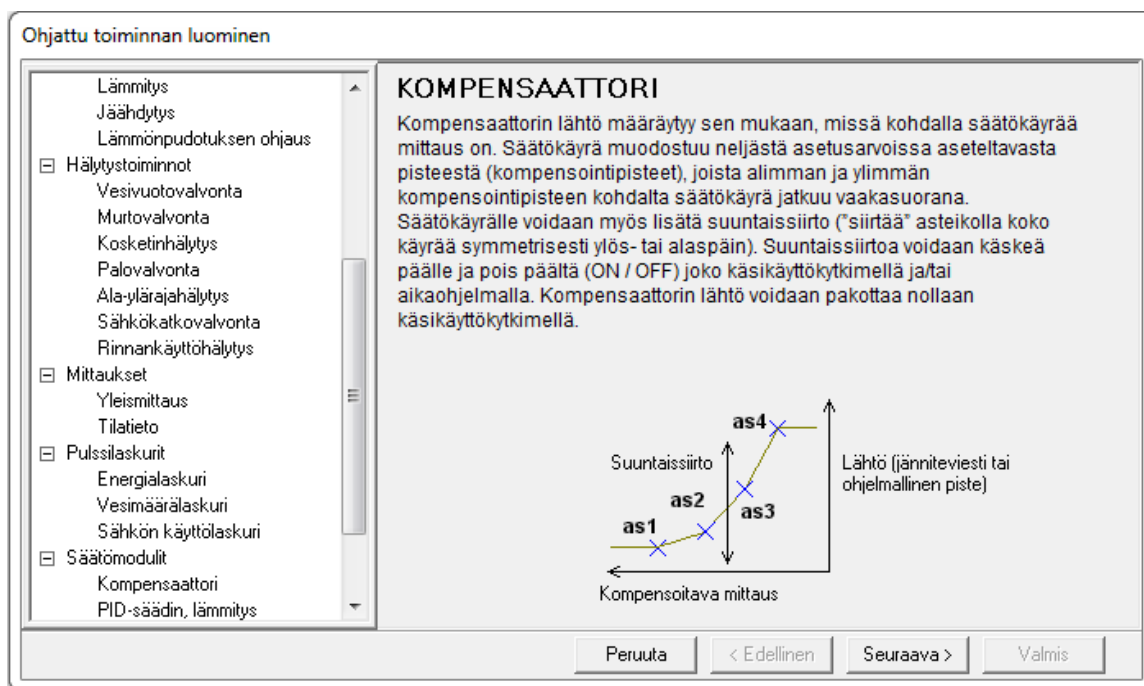 Ohjattu toiminnan luominen
Lämmitys
Jäähdytys
Lämmönpudotuksen ohjaus
Hälytystoiminnot
Vesivuotovalvonta
Murtovalvonta
Kosketinhälytys
Palovalvonta
Ala-ylärajahälytys
Sähkökatkovalvonta
Rinnankäyttöhälytys
Mittaukset
Yleismittaus
Tilatieto
Pulssilaskurit
Energialaskuri
Vesimäärälaskuri
Sähkön käyttölaskuri
Säätömodulit
Kompensaattori
PID-säädin, lämmitys
KOMPENSAATTORI
Kompensaattorin lähtö määräytyy sen mukaan, missä kohdalla säätökäyrää
mittaus on. Säätökäyrä muodostuu neljästä asetusarvoissa aseteltavasta
pisteestä (kompensointipisteet), joista alimman ja ylimmän
kompensointipisteen kohdalta säätökäyrä jatkuu vaakasuorana.
Säätökäyrälle voidaan myös lisätä suuntaissiirto ("siirtää" asteikolla koko
käyrää symmetrisesti ylös- tai alaspäin). Suuntaissiirtoa voidaan käskeä
päälle ja pois päältä (ON / OFF) joko käsikäyttökytkimellä ja/tai
aikaohjelmalla. Kompensaattorin lähtö voidaan pakottaa nollaan
käsikäyttökytkimellä.
as4
Suuntaissiirto
Lähtö (jänniteviesti tai
ohjelmallinen piste)
as2
as3
as1
Kompensoitava mittaus
Peruuta
< Edellinen
Seuraava >
Valmis